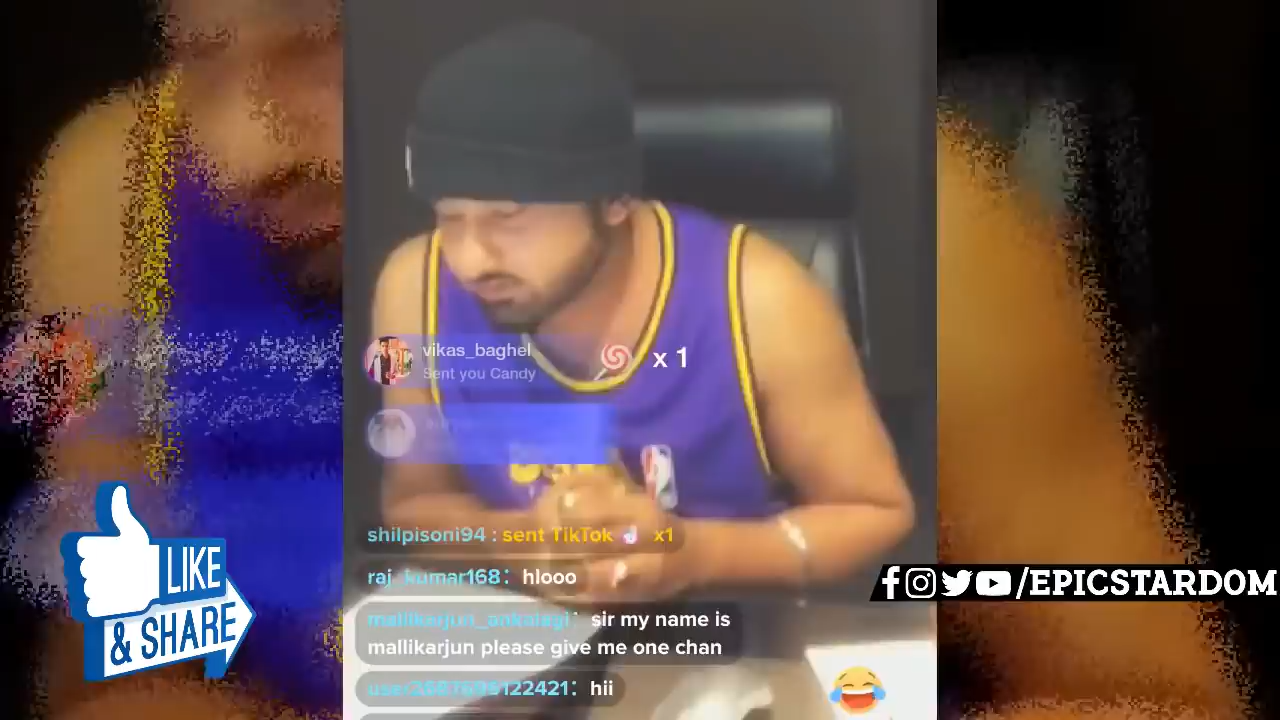 vikas_baghel
Sent you Candy
x 1
shilpisoni94 : sent TikTok x1
raj_kumar168: hlooo
mallikarjun_ankalagi: sir my name is
mallikarjun please give me one chan
hii
LIKE
& SHARE
/EPICSTARDOM